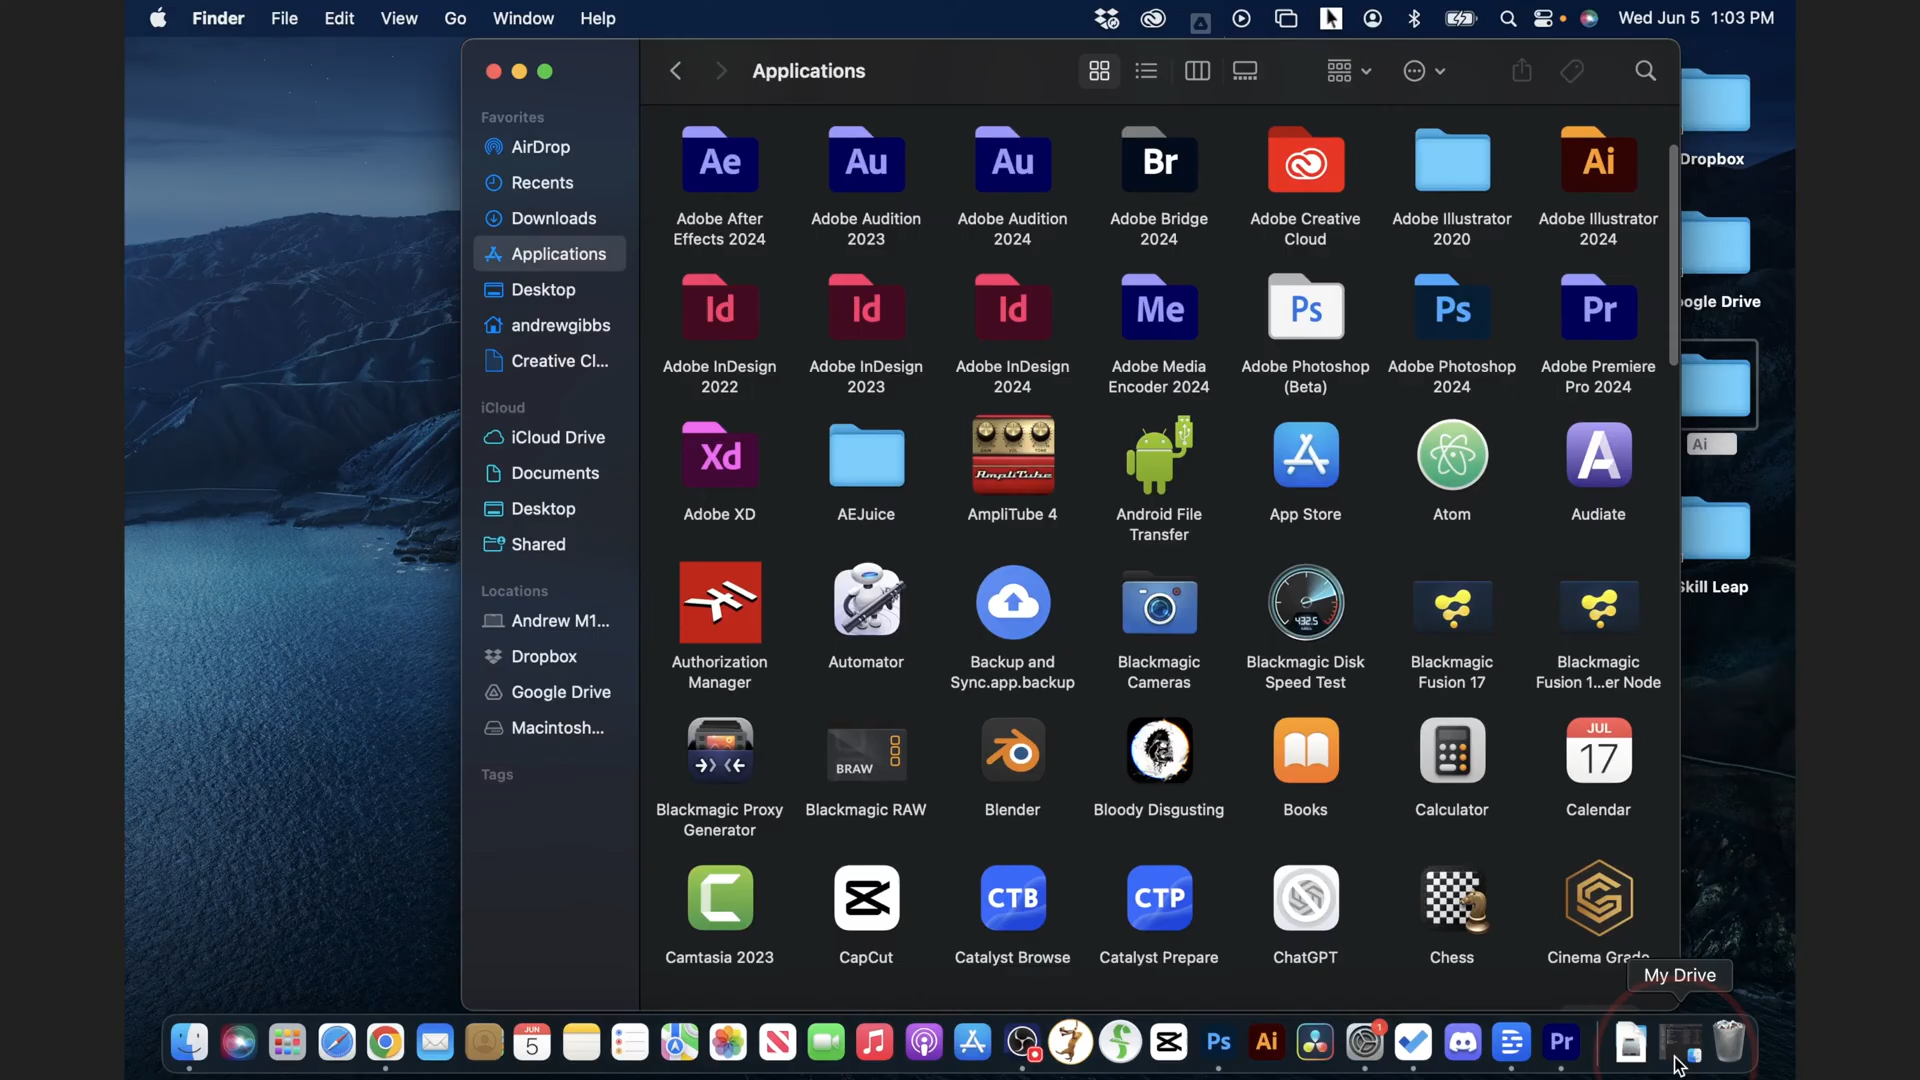 Finder File Edit View Go Window Help Wed Jun 5 1:03 PM
Applications
Favorites
AirDrop
Recents
Downloads
Applications
Desktop
andrewgibbs
Creative Cl...
iCloud
iCloud Drive
Documents
Desktop
Shared
Locations
Andrew M1...
Dropbox
Google Drive
Macintosh...
Tags
Ae Au Au Br Ai
Adobe After Effects 2024
Adobe Audition 2023
Adobe Audition 2024
Adobe Bridge 2024
Adobe Creative Cloud
Adobe Illustrator 2020
Adobe Illustrator 2024
Id Id Id Me Ps Ps Pr
Adobe InDesign 2022
Adobe InDesign 2023
Adobe InDesign 2024
Adobe Media Encoder 2024
Adobe Photoshop (Beta)
Adobe Photoshop 2024
Adobe Premiere Pro 2024
Xd
AmpliTube
A
Adobe XD
AEJuice
AmpliTube 4
Android File Transfer
App Store
Atom
Audiate
432.5
Authorization Manager
Automator
Backup and Sync.app.backup
Blackmagic Cameras
Blackmagic Disk Speed Test
Blackmagic Fusion 17
Blackmagic Fusion 1...er Node
BRAW
JUL
17
Blackmagic Proxy Generator
Blackmagic RAW
Blender
Bloody Disgusting
Books
Calculator
Calendar
C CTB CTP
Camtasia 2023
CapCut
Catalyst Browse
Catalyst Prepare
ChatGPT
Chess
Cinema Grade
My Drive
Dropbox
ogle Drive
Ai
Skill Leap
JUN
5
Ps Ai 1 Pr